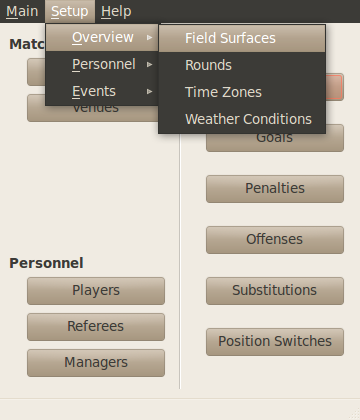 Main Setup Help
Matc
Overview
Personnel
Events
Field Surfaces
Rounds
Time Zones
Weather Conditions
Venues
Goals
Penalties
Offenses
Personnel
Players
Referees
Managers
Substitutions
Position Switches